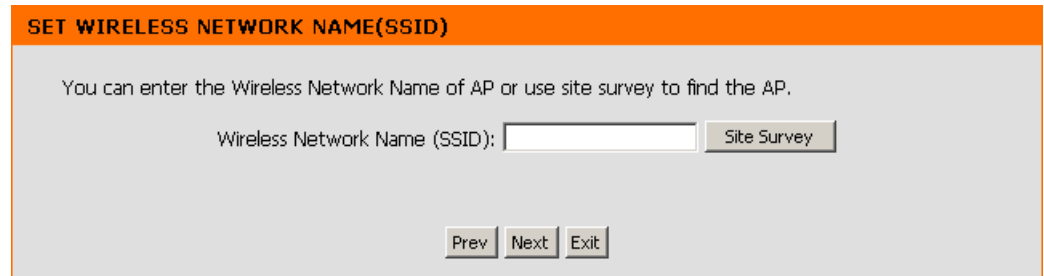 SET WIRELESS NETWORK NAME(SSID)
You can enter the Wireless Network Name of AP or use site survey to find the AP.
Wireless Network Name (SSID): Site Survey
Prev Next Exit